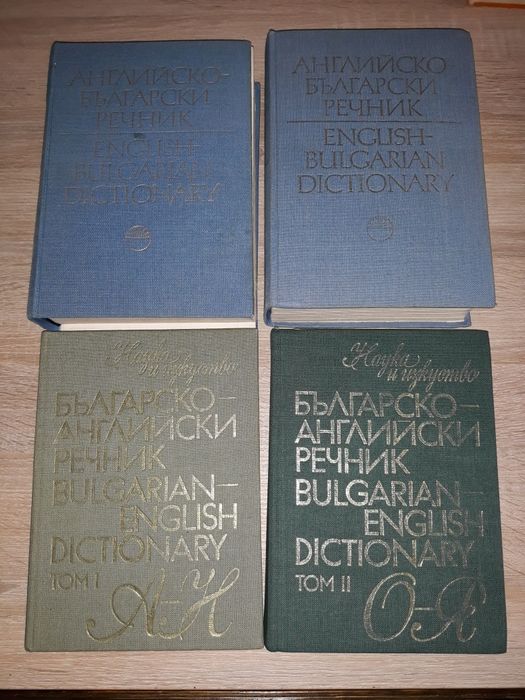 АНГЛИЙСКО-
БЪЛГАРСКИ
РЕЧНИК
ENGLISH-
BULGARIAN
DICTIONARY
АНГЛИЙСКО-
БЪЛГАРСКИ
РЕЧНИК
ENGLISH-
BULGARIAN
DICTIONARY
Наука
и изкуство
БЪЛГАРСКО-
АНГЛИЙСКИ
РЕЧНИК
BULGARIAN-
ENGLISH
DICTIONARY
ТОМ I
А-Н
Наука
и изкуство
БЪЛГАРСКО-
АНГЛИЙСКИ
РЕЧНИК
BULGARIAN-
ENGLISH
DICTIONARY
ТОМ II
О-Я